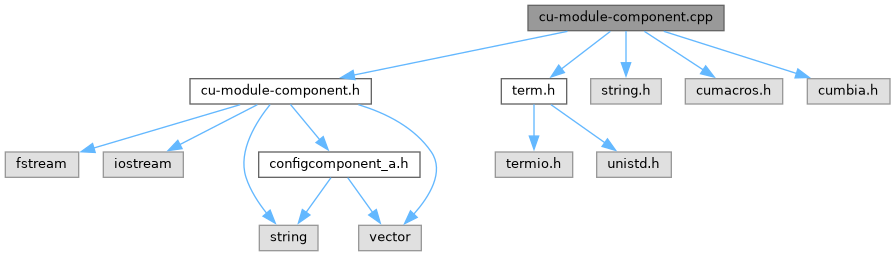 cu-module-component.cpp
cu-module-component.h
term.h
string.h
cumacros.h
cumbia.h
fstream
iostream
configcomponent_a.h
termio.h
unistd.h
string
vector